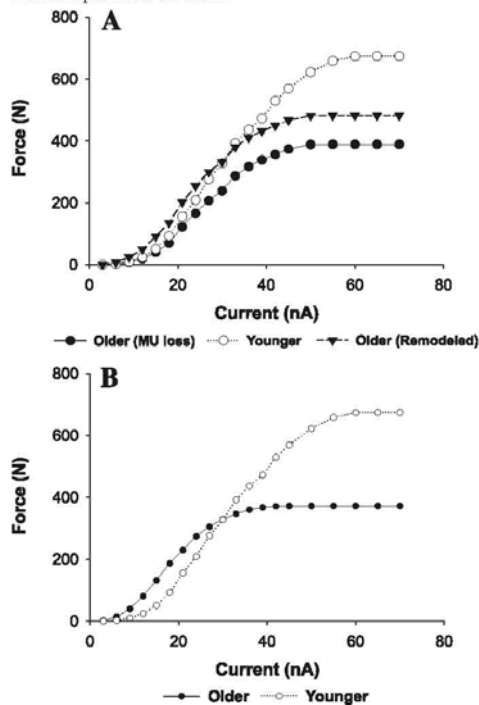 A
800
600
400
200
0
Force (N)
0 20 40 60 80
Current (nA)
Older (MU loss) Younger Older (Remodeled)
B
800
600
400
200
0
Force (N)
0 20 40 60 80
Current (nA)
Older Younger